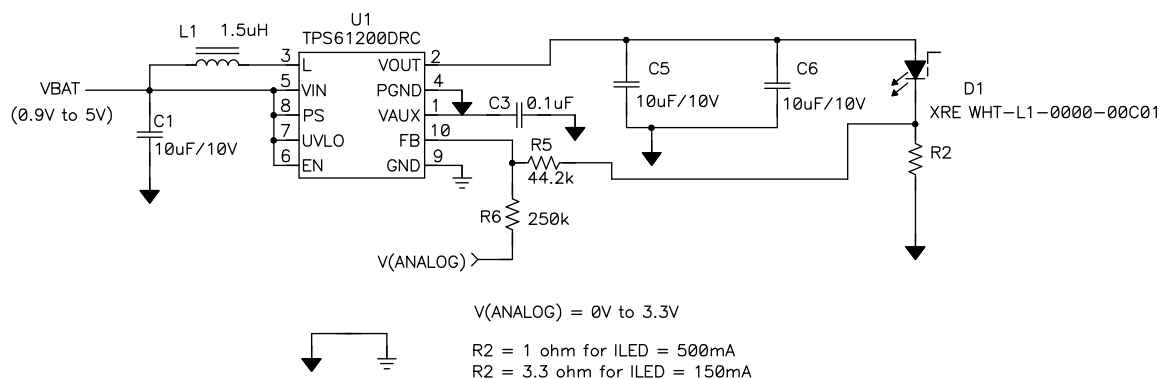 U1
TPS61200DRC
L1 1.5uH
3 L VOUT 2
VBAT
(0.9V to 5V)
5 VIN PGND 4
8 PS VAUX 1
7 UVLO FB 10
6 EN GND 9
C1
10uF/10V
C3 0.1uF
C5
10uF/10V
C6
10uF/10V
D1
XRE WHT-L1-0000-00C01
R2
R5
44.2k
R6 250k
V(ANALOG)
V(ANALOG) = 0V to 3.3V
R2 = 1 ohm for ILED = 500mA
R2 = 3.3 ohm for ILED = 150mA